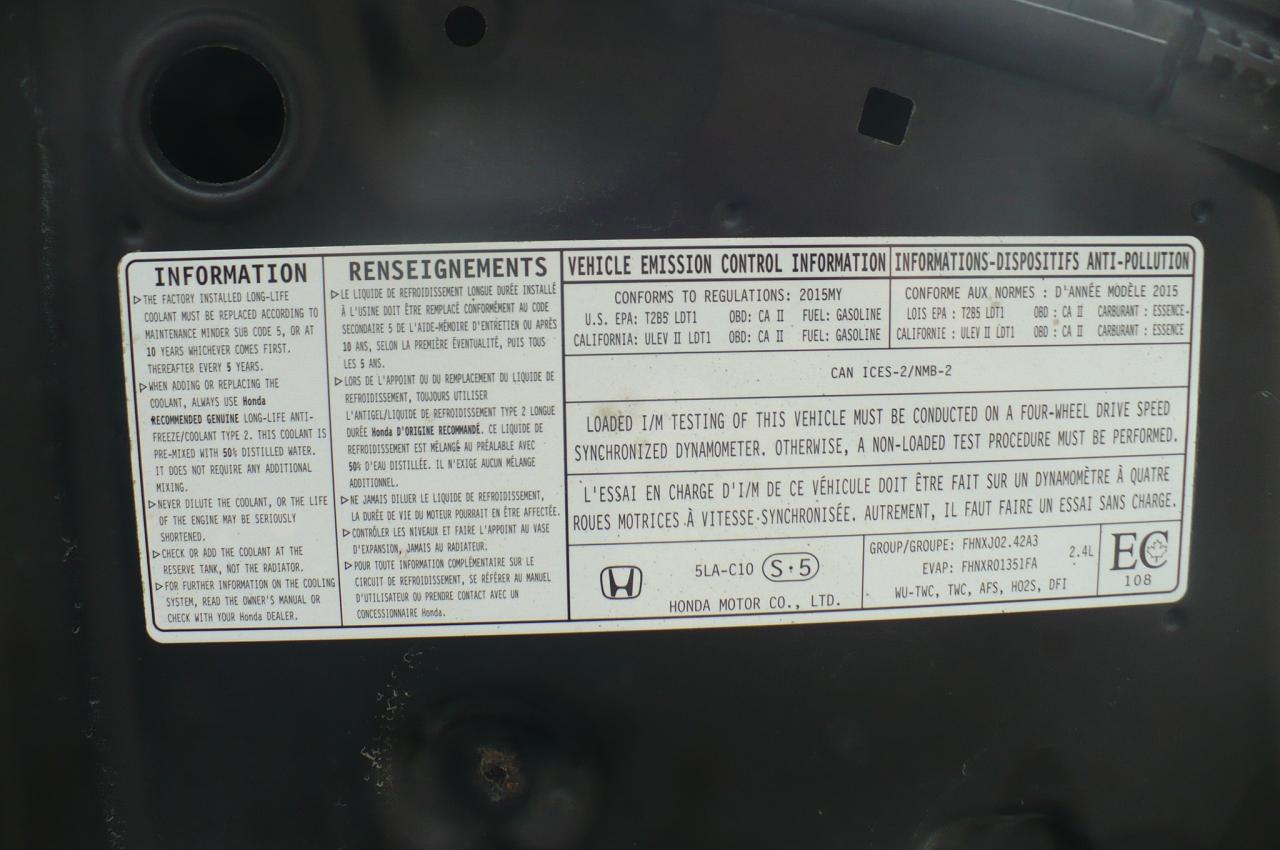 INFORMATION
▷THE FACTORY INSTALLED LONG-LIFE
COOLANT MUST BE REPLACED ACCORDING TO
MAINTENANCE MINDER SUB CODE 5, OR AT
10 YEARS WHICHEVER COMES FIRST.
THEREAFTER EVERY 5 YEARS.
▷WHEN ADDING OR REPLACING THE
COOLANT, ALWAYS USE Honda
RECOMMENDED GENUINE LONG-LIFE ANTI-
FREEZE/COOLANT TYPE 2. THIS COOLANT IS
PRE-MIXED WITH 50% DISTILLED WATER.
IT DOES NOT REQUIRE ANY ADDITIONAL
MIXING.
▷NEVER DILUTE THE COOLANT, OR THE LIFE
OF THE ENGINE MAY BE SERIOUSLY
SHORTENED.
▷CHECK OR ADD THE COOLANT AT THE
RESERVE TANK, NOT THE RADIATOR.
▷FOR FURTHER INFORMATION ON THE COOLING
SYSTEM, READ THE OWNER'S MANUAL OR
CHECK WITH YOUR Honda DEALER.
RENSEIGNEMENTS
▷LE LIQUIDE DE REFROIDISSEMENT LONGUE DURÉE INSTALLÉ
À L'USINE DOIT ÊTRE REMPLACÉ CONFORMÉMENT AU CODE
SECONDAIRE 5 DE L'AIDE-MÉMOIRE D'ENTRETIEN OU APRÈS
10 ANS, SELON LA PREMIÈRE ÉVENTUALITÉ, PUIS TOUS
LES 5 ANS.
▷LORS DE L'APPOINT OU DU REMPLACEMENT DU LIQUIDE DE
REFROIDISSEMENT, TOUJOURS UTILISER
L'ANTIGEL/LIQUIDE DE REFROIDISSEMENT TYPE 2 LONGUE
DURÉE Honda D'ORIGINE RECOMMANDÉ. CE LIQUIDE DE
REFROIDISSEMENT EST MÉLANGÉ AU PRÉALABLE AVEC
50% D'EAU DISTILLÉE. IL N'EXIGE AUCUN MÉLANGE
ADDITIONNEL.
▷NE JAMAIS DILUER LE LIQUIDE DE REFROIDISSEMENT,
LA DURÉE DE VIE DU MOTEUR POURRAIT EN ÊTRE AFFECTÉE.
▷CONTRÔLER LES NIVEAUX ET FAIRE L'APPOINT AU VASE
D'EXPANSION, JAMAIS AU RADIATEUR.
▷POUR TOUTE INFORMATION COMPLÉMENTAIRE SUR LE
CIRCUIT DE REFROIDISSEMENT, SE RÉFÉRER AU MANUEL
D'UTILISATEUR OU PRENDRE CONTACT AVEC UN
CONCESSIONNAIRE Honda.
VEHICLE EMISSION CONTROL INFORMATION
CONFORMS TO REGULATIONS: 2015MY
U.S. EPA: T2B5 LDT1 OBD: CA II FUEL: GASOLINE
CALIFORNIA: ULEV II LDT1 OBD: CA II FUEL: GASOLINE
INFORMATIONS-DISPOSITIFS ANTI-POLLUTION
CONFORME AUX NORMES : D'ANNÉE MODÈLE 2015
LOIS EPA : T2B5 LDT1 OBD : CA II CARBURANT : ESSENCE
CALIFORNIE : ULEV II LDT1 OBD : CA II CARBURANT : ESSENCE
CAN ICES-2/NMB-2
LOADED I/M TESTING OF THIS VEHICLE MUST BE CONDUCTED ON A FOUR-WHEEL DRIVE SPEED
SYNCHRONIZED DYNAMOMETER. OTHERWISE, A NON-LOADED TEST PROCEDURE MUST BE PERFORMED.
L'ESSAI EN CHARGE D'I/M DE CE VÉHICULE DOIT ÊTRE FAIT SUR UN DYNAMOMÈTRE À QUATRE
ROUES MOTRICES À VITESSE SYNCHRONISÉE. AUTREMENT, IL FAUT FAIRE UN ESSAI SANS CHARGE.
5LA-C10 S·5
HONDA MOTOR CO., LTD.
GROUP/GROUPE: FHNXJ02.42A3
EVAP: FHNXR01351FA 2.4L
WU-TWC, TWC, AFS, HO2S, DFI
EC
108